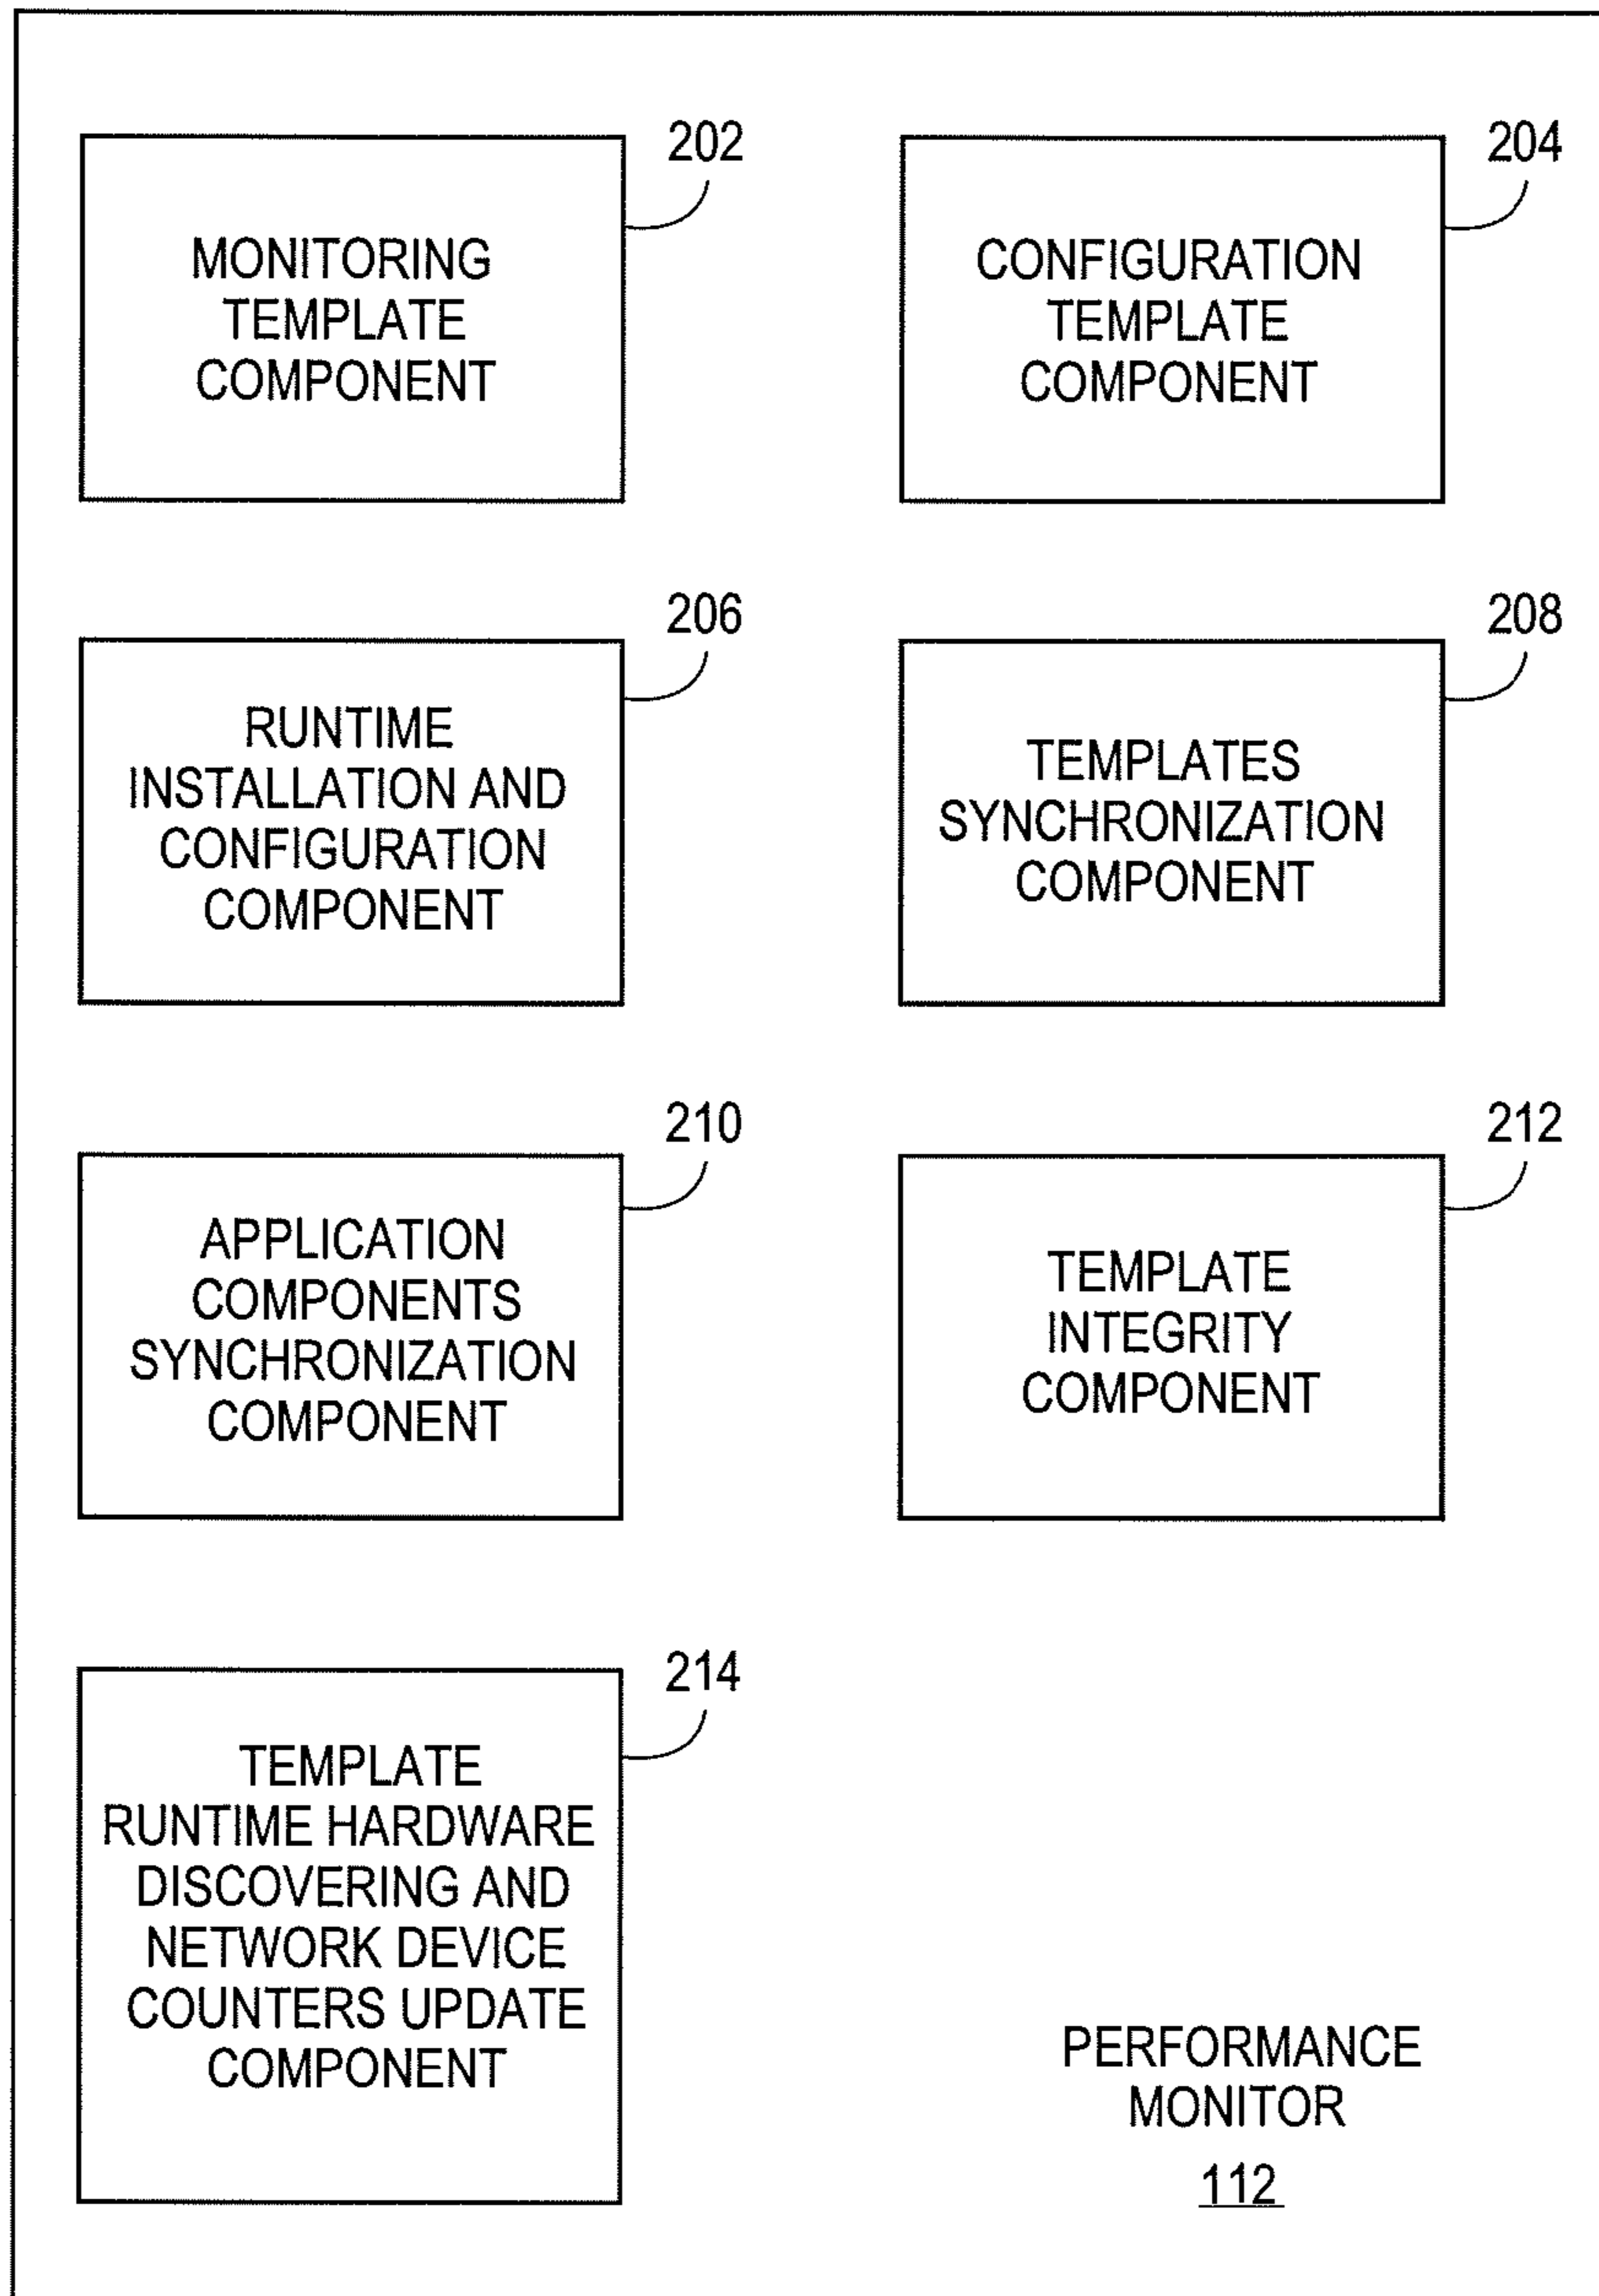 202
MONITORING
TEMPLATE
COMPONENT
204
CONFIGURATION
TEMPLATE
COMPONENT
206
RUNTIME
INSTALLATION AND
CONFIGURATION
COMPONENT
208
TEMPLATES
SYNCHRONIZATION
COMPONENT
210
APPLICATION
COMPONENTS
SYNCHRONIZATION
COMPONENT
212
TEMPLATE
INTEGRITY
COMPONENT
214
TEMPLATE
RUNTIME HARDWARE
DISCOVERING AND
NETWORK DEVICE
COUNTERS UPDATE
COMPONENT
PERFORMANCE
MONITOR
112